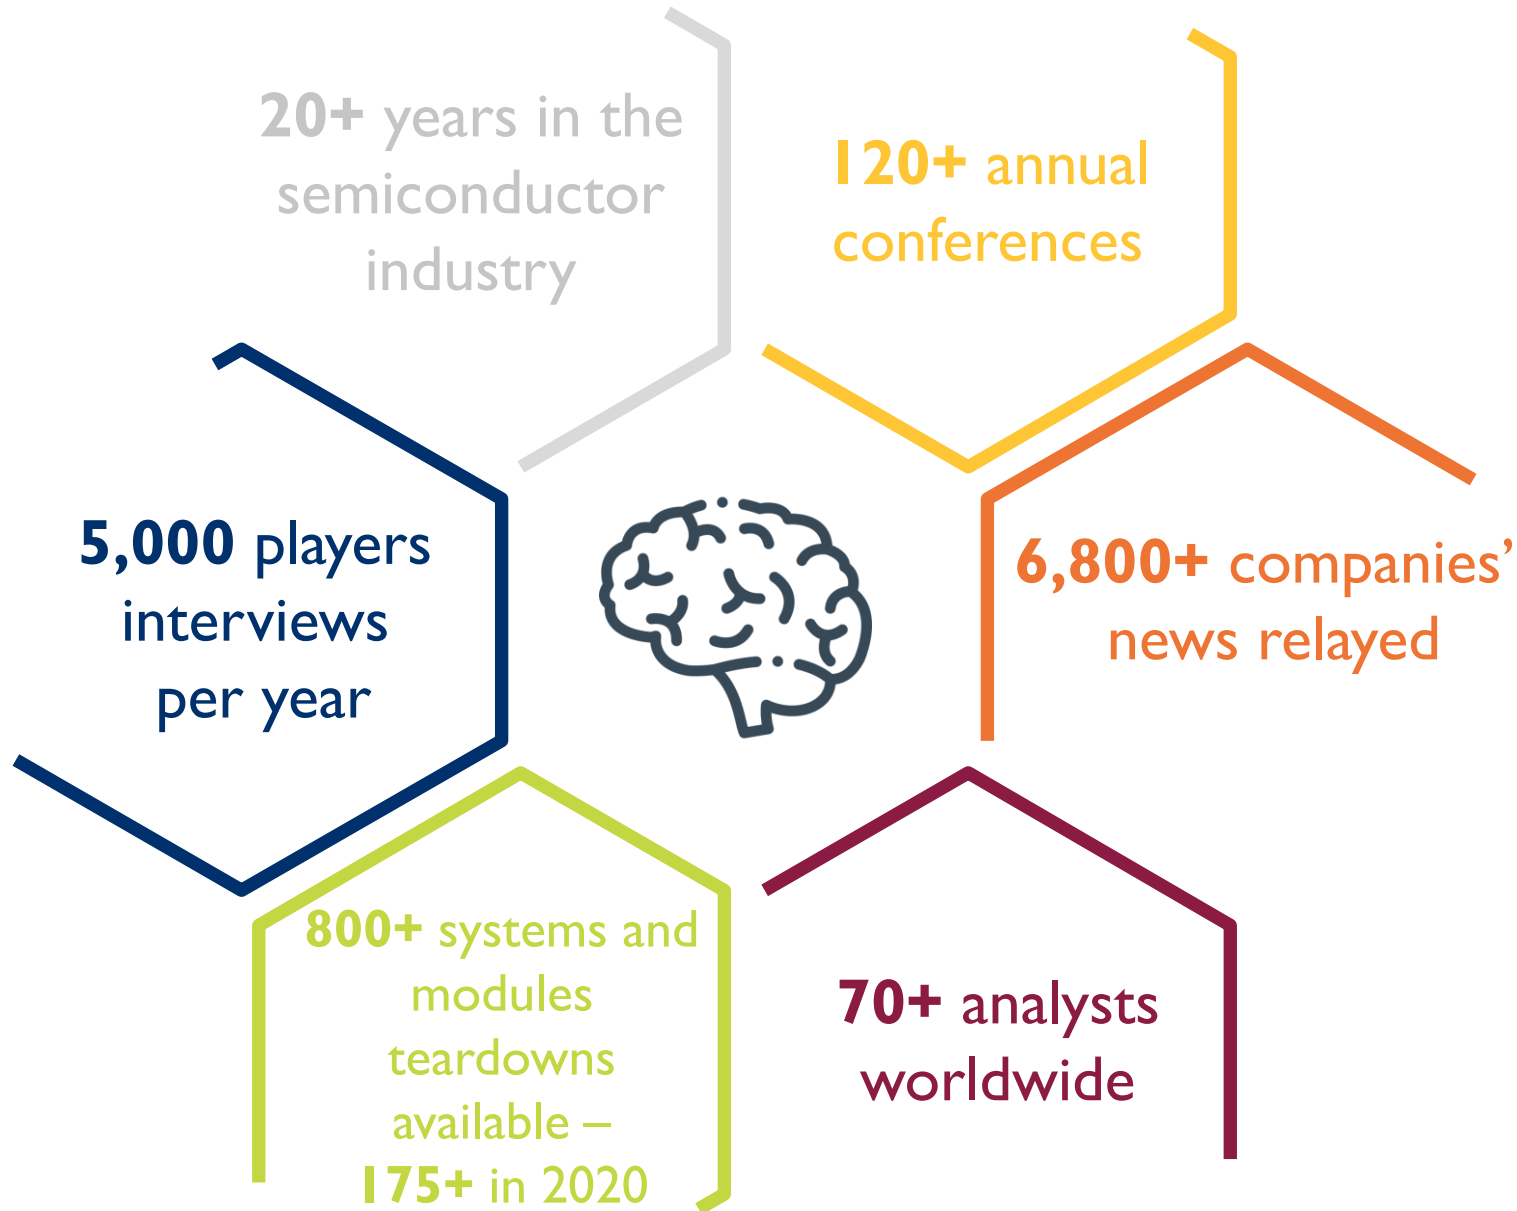 20+ years in the
semiconductor
industry
120+ annual
conferences
5,000 players
interviews
per year
6,800+ companies’
news relayed
800+ systems and
modules
teardowns
available –
175+ in 2020
70+ analysts
worldwide